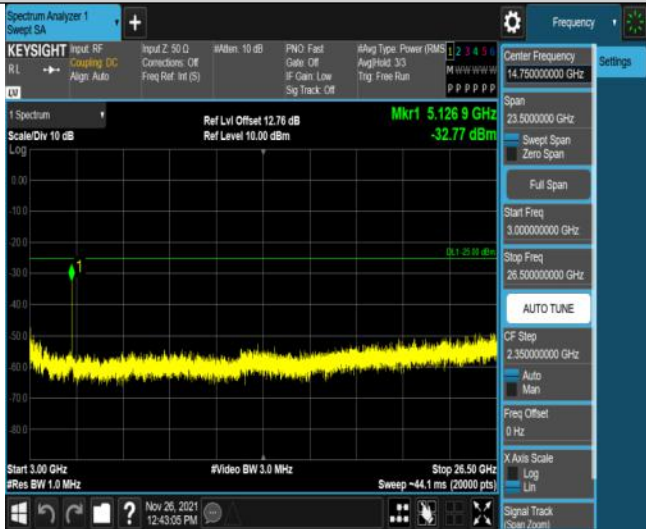 Spectrum Analyzer 1
Swept SA
Frequency
KEYSIGHT
RL
LV
Input: RF
Coupling: DC
Align: Auto
Input Z: 50 Ω
Corrections: Off
Freq Ref: Int (S)
#Atten: 10 dB
PNO: Fast
Gate: Off
IF Gain: Low
Sig Track: Off
#Avg Type: Power (RMS
Avg|Hold: 3/3
Trig: Free Run
1 2 3 4 5 6
M W W W W W
P P P P P P
1 Spectrum
Scale/Div 10 dB
Log
Ref Lvl Offset 12.76 dB
Ref Level 10.00 dBm
Mkr1 5.126 9 GHz
-32.77 dBm
0.00
-10.0
-20.0
-30.0
-40.0
-50.0
-60.0
-70.0
-80.0
DL1 -25.00 dBm
1
Start 3.00 GHz
#Res BW 1.0 MHz
#Video BW 3.0 MHz
Stop 26.50 GHz
Sweep ~44.1 ms (20000 pts)
?
Nov 26, 2021
12:43:05 PM
Center Frequency
14.750000000 GHz
Settings
Span
23.5000000 GHz
Swept Span
Zero Span
Full Span
Start Freq
3.000000000 GHz
Stop Freq
26.500000000 GHz
AUTO TUNE
CF Step
2.350000000 GHz
Auto
Man
Freq Offset
0 Hz
X Axis Scale
Log
Lin
Signal Track
(Span Zoom)